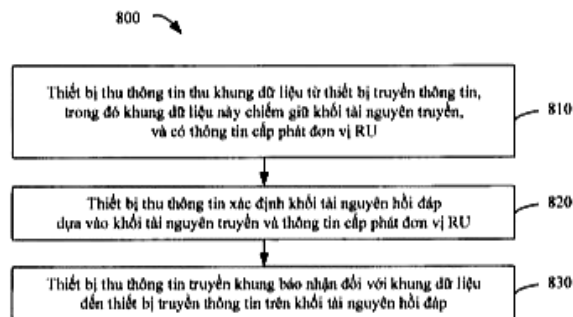 800
Thiết bị thu thông tin thu khung dữ liệu từ thiết bị truyền thông tin,
trong đó khung dữ liệu này chiếm giữ khối tài nguyên truyền,
và có thông tin cấp phát đơn vị RU
810
Thiết bị thu thông tin xác định khối tài nguyên hồi đáp
dựa vào khối tài nguyên truyền và thông tin cấp phát đơn vị RU
820
Thiết bị thu thông tin truyền khung báo nhận đối với khung dữ liệu
đến thiết bị truyền thông tin trên khối tài nguyên hồi đáp
830